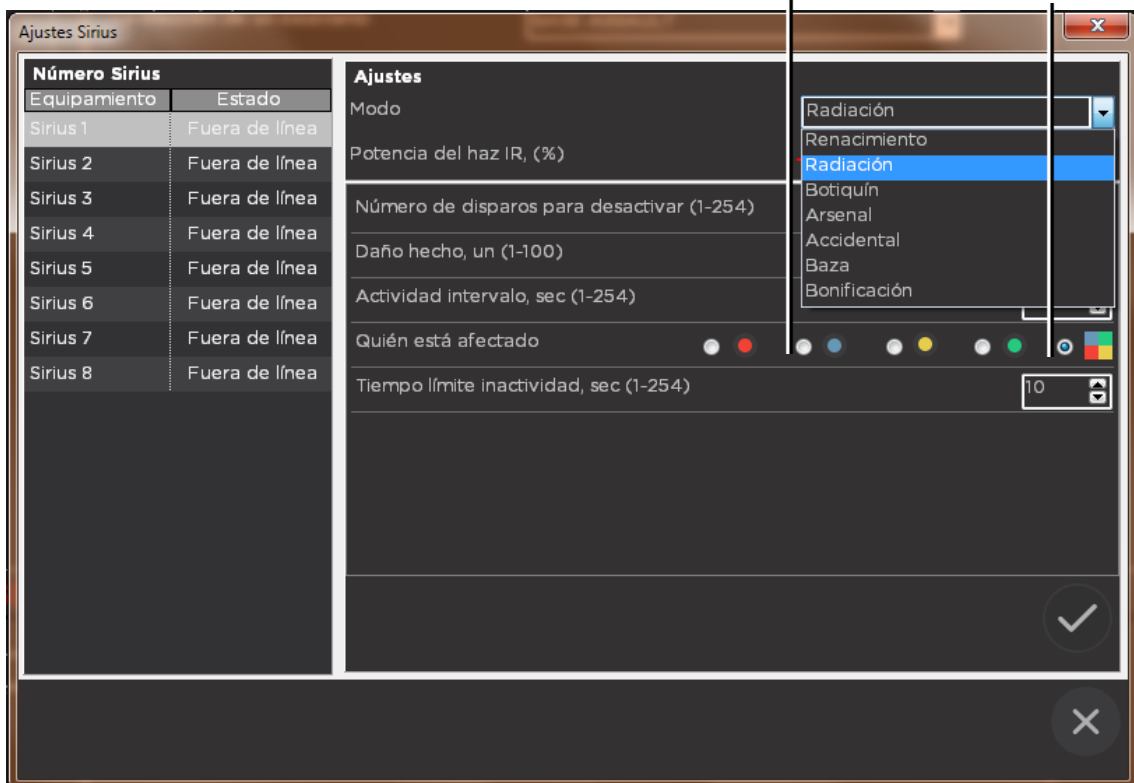 Ajustes Sirius
Número Sirius
Equipamiento Estado
Sirius 1 Fuera de línea
Sirius 2 Fuera de línea
Sirius 3 Fuera de línea
Sirius 4 Fuera de línea
Sirius 5 Fuera de línea
Sirius 6 Fuera de línea
Sirius 7 Fuera de línea
Sirius 8 Fuera de línea
Ajustes
Modo Radiación
Renacimiento
Radiación
Botiquín
Arsenal
Accidental
Baza
Bonificación
Potencia del haz IR, (%)
Número de disparos para desactivar (1-254)
Daño hecho, un (1-100)
Actividad intervalo, sec (1-254)
Quién está afectado
Tiempo límite inactividad, sec (1-254) 10